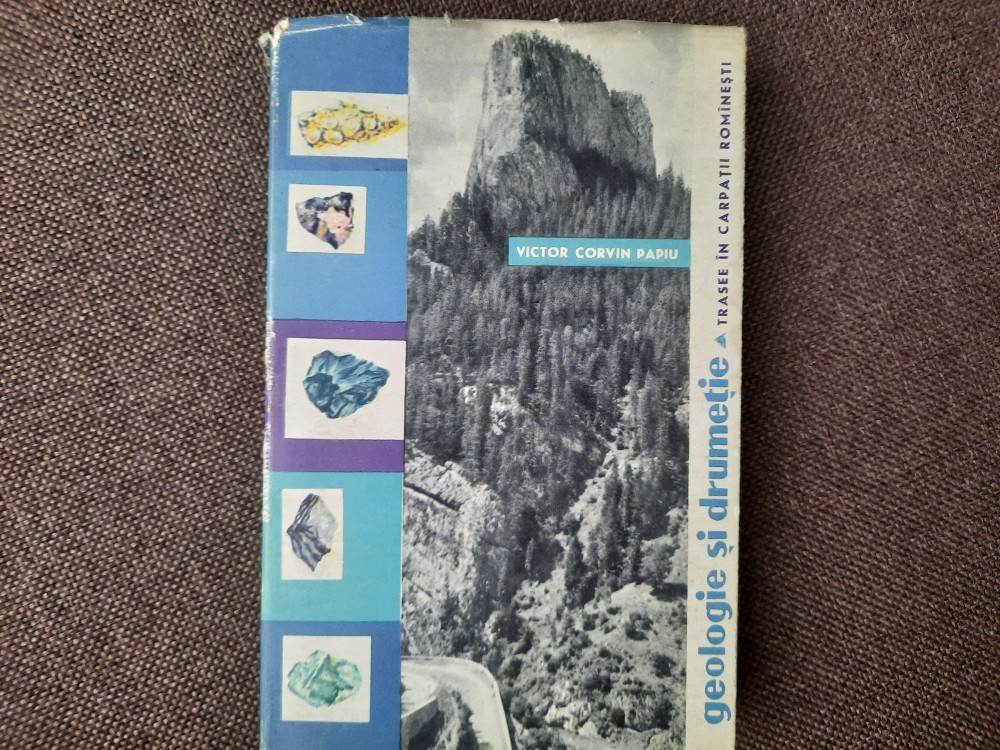 VICTOR CORVIN PAPIU
geologie și drumeție
TRASEE ÎN CARPAȚII ROMÎNEȘTI